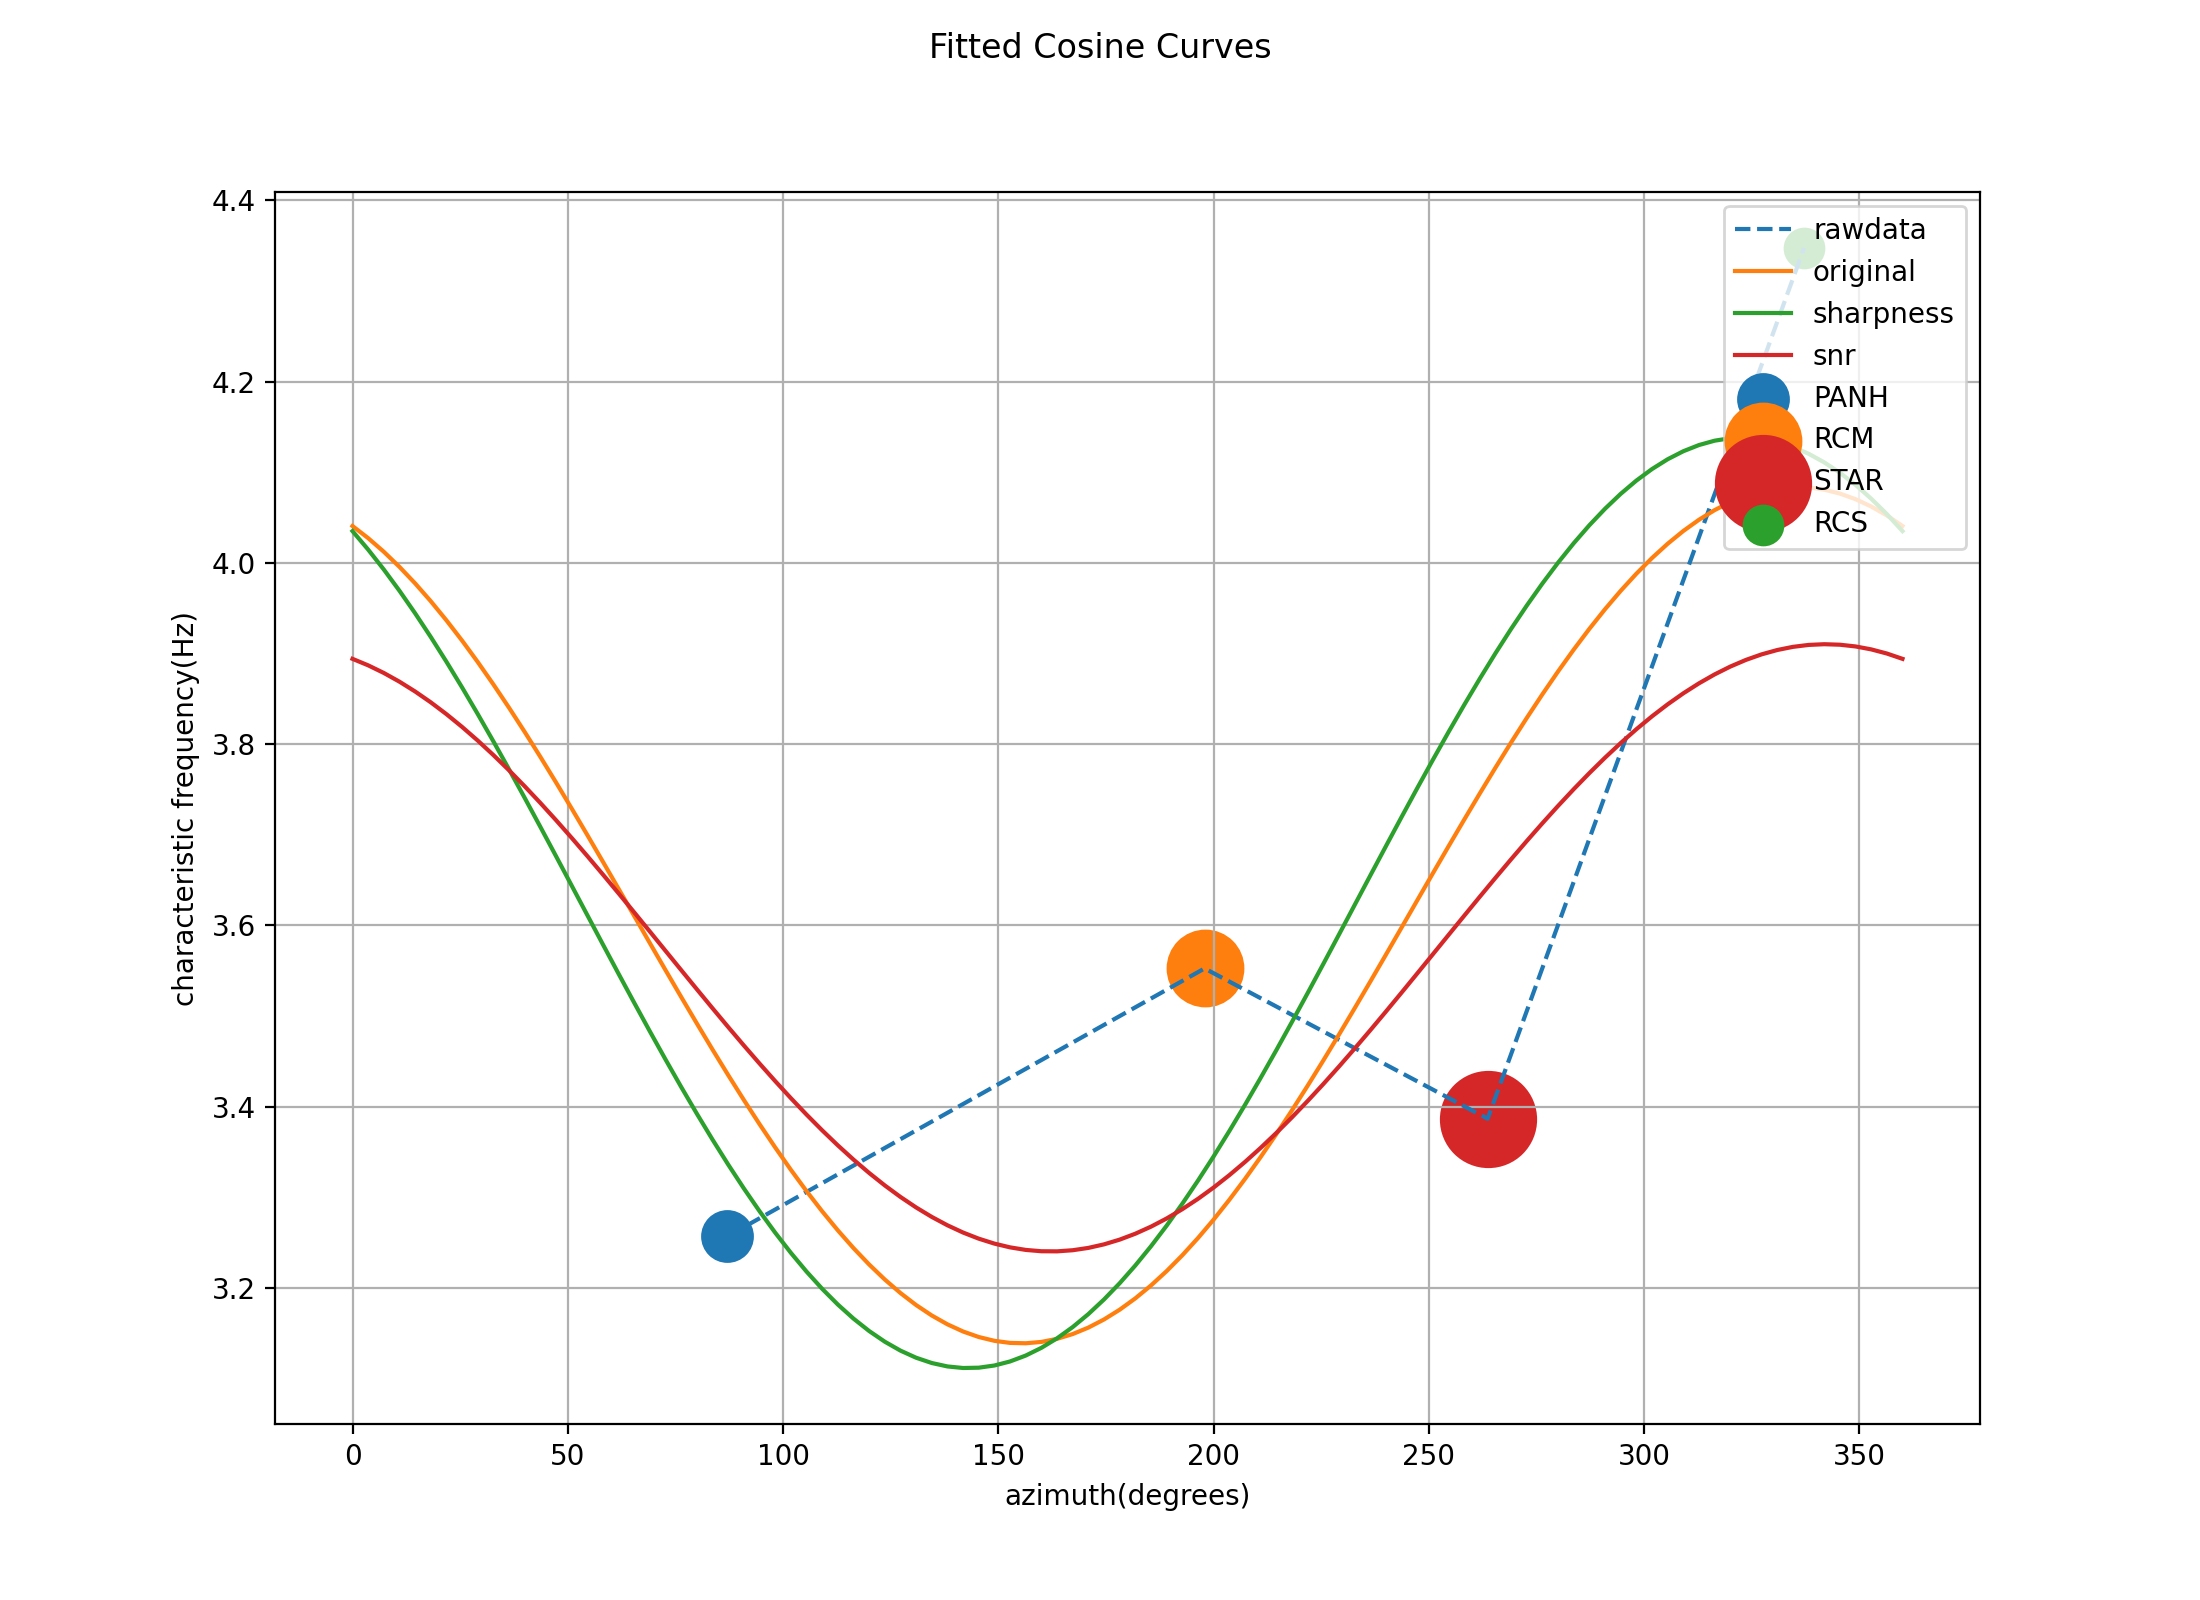 Fitted Cosine Curves
4.4
4.2
4.0
3.8
3.6
3.4
3.2
characteristic frequency(Hz)
rawdata
original
sharpness
snr
PANH
RCM
STAR
RCS
0 50 100 150 200 250 300 350
azimuth(degrees)